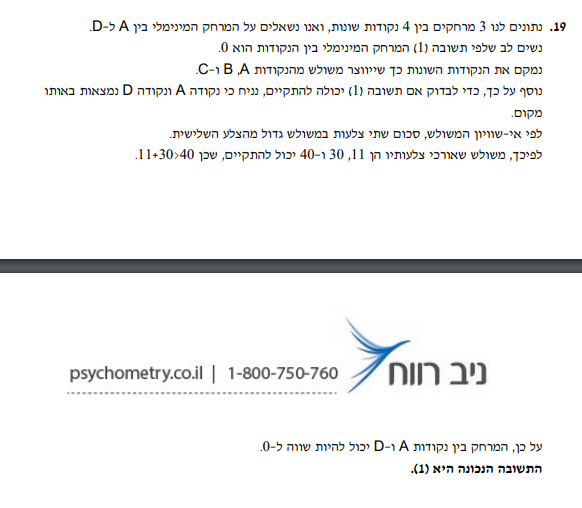 19. נתונים לנו 3 מרחקים בין 4 נקודות שונות, ואנו נשאלים על המרחק המינימלי בין A ל-D.
נשים לב שלפי תשובה (1) המרחק המינימלי בין הנקודות הוא 0.
נמקם את הנקודות השונות כך שייווצר משולש מהנקודות A, B ו-C.
נוסף על כך, כדי לבדוק אם תשובה (1) יכולה להתקיים, נניח כי נקודה A ונקודה D נמצאות באותו
מקום.
לפי אי-שוויון המשולש, סכום שתי צלעות במשולש גדול מהצלע השלישית.
לפיכך, משולש שאורכי צלעותיו הן 11, 30 ו-40 יכול להתקיים, שכן 40<30+11.
ניב רווח
psychometry.co.il | 1-800-750-760
על כן, המרחק בין נקודות A ו-D יכול להיות שווה ל-0.
התשובה הנכונה היא (1).